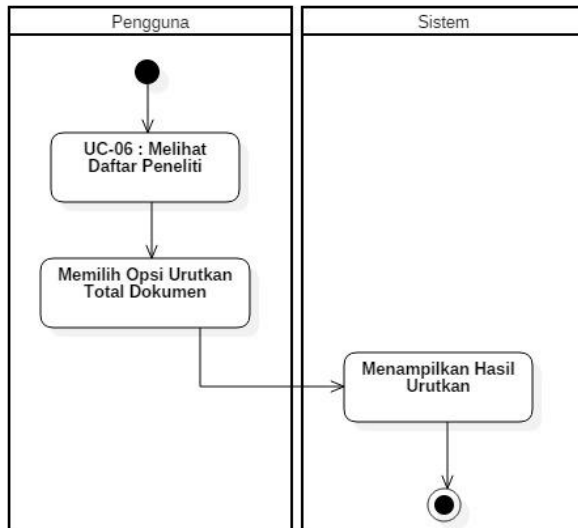 Pengguna
Sistem
UC-06 : Melihat
Daftar Peneliti
Memilih Opsi Urutkan
Total Dokumen
Menampilkan Hasil
Urutkan